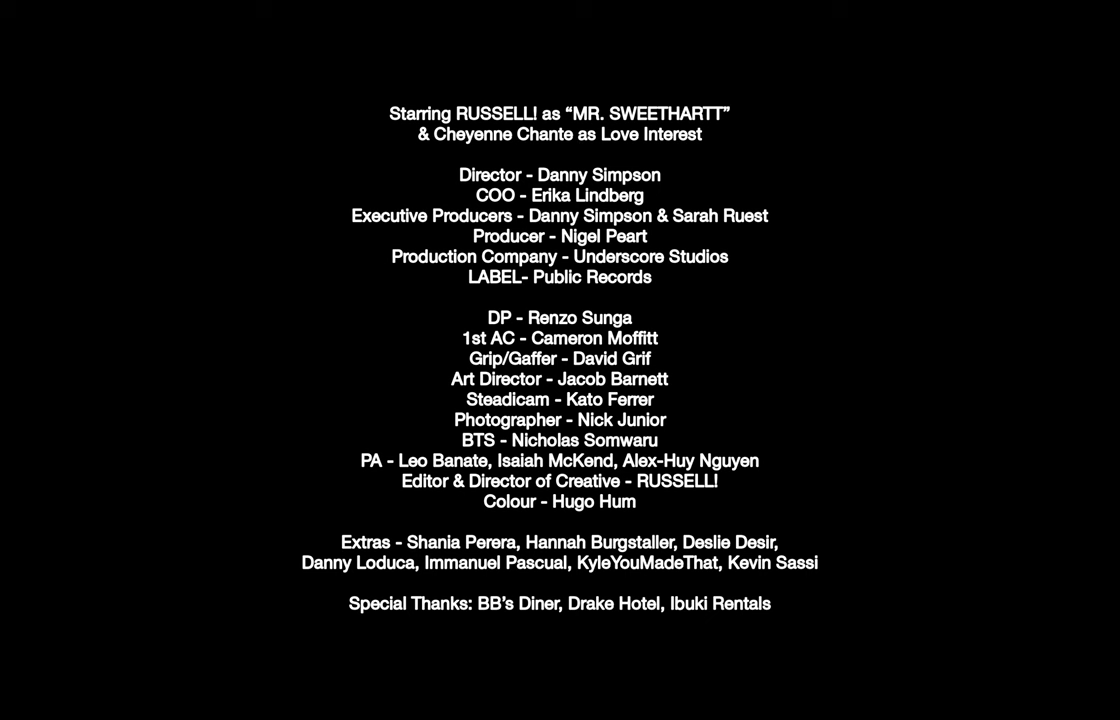 Starring RUSSELL! as “MR. SWEETHARTT”
& Cheyenne Chante as Love Interest
Director - Danny Simpson
COO - Erika Lindberg
Executive Producers - Danny Simpson & Sarah Ruest
Producer - Nigel Peart
Production Company - Underscore Studios
LABEL- Public Records
DP - Renzo Sunga
1st AC - Cameron Moffitt
Grip/Gaffer - David Grif
Art Director - Jacob Barnett
Steadicam - Kato Ferrer
Photographer - Nick Junior
BTS - Nicholas Somwaru
PA - Leo Banate, Isaiah McKend, Alex-Huy Nguyen
Editor & Director of Creative - RUSSELL!
Colour - Hugo Hum
Extras - Shania Perera, Hannah Burgstaller, Deslie Desir,
Danny Loduca, Immanuel Pascual, KyleYouMadeThat, Kevin Sassi
Special Thanks: BB’s Diner, Drake Hotel, Ibuki Rentals